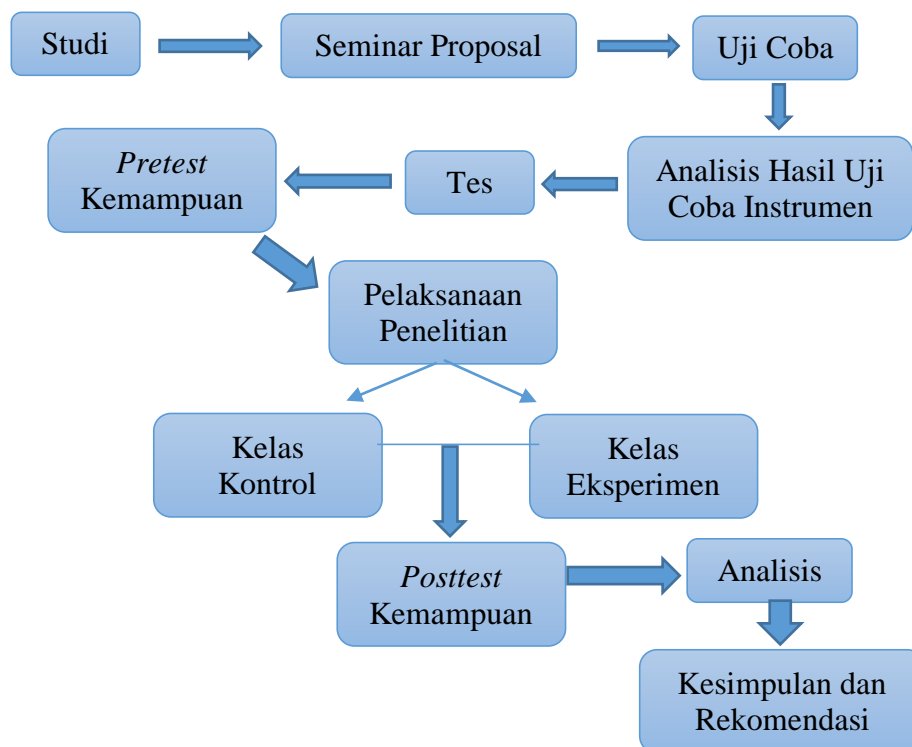 Studi
Seminar Proposal
Uji Coba
Analisis Hasil Uji
Coba Instrumen
Tes
Pretest
Kemampuan
Pelaksanaan
Penelitian
Kelas
Kontrol
Kelas
Eksperimen
Posttest
Kemampuan
Analisis
Kesimpulan dan
Rekomendasi